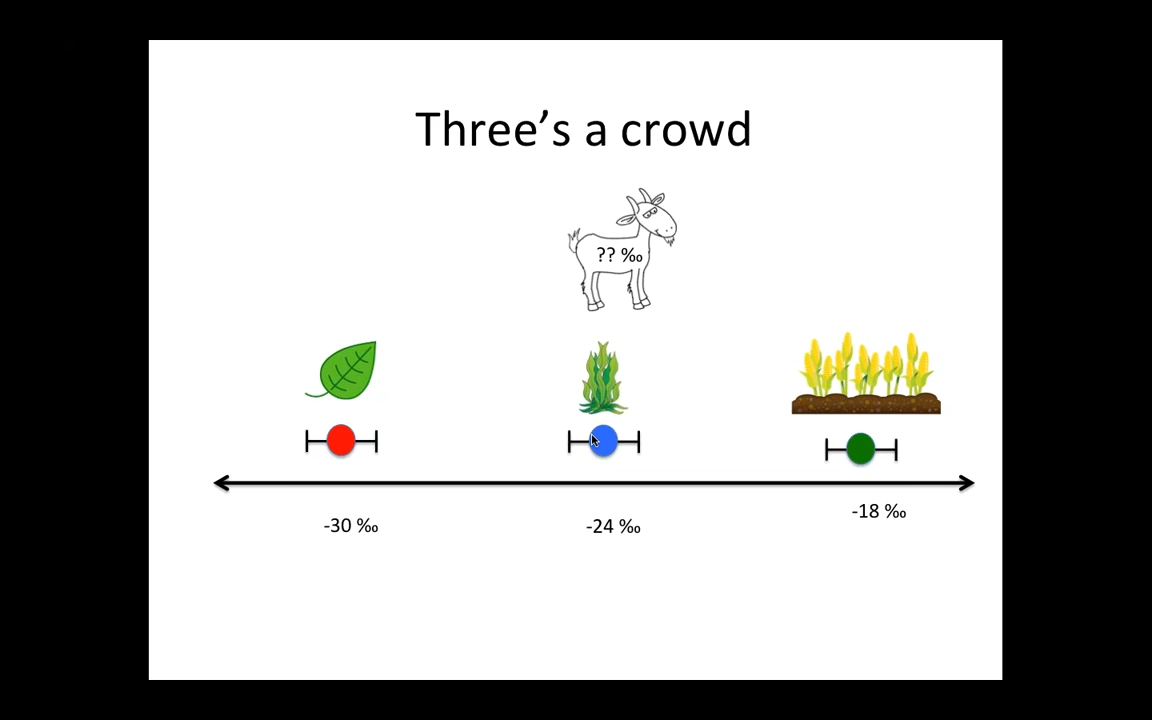 Three’s a crowd
?? ‰
-30 ‰
-24 ‰
-18 ‰